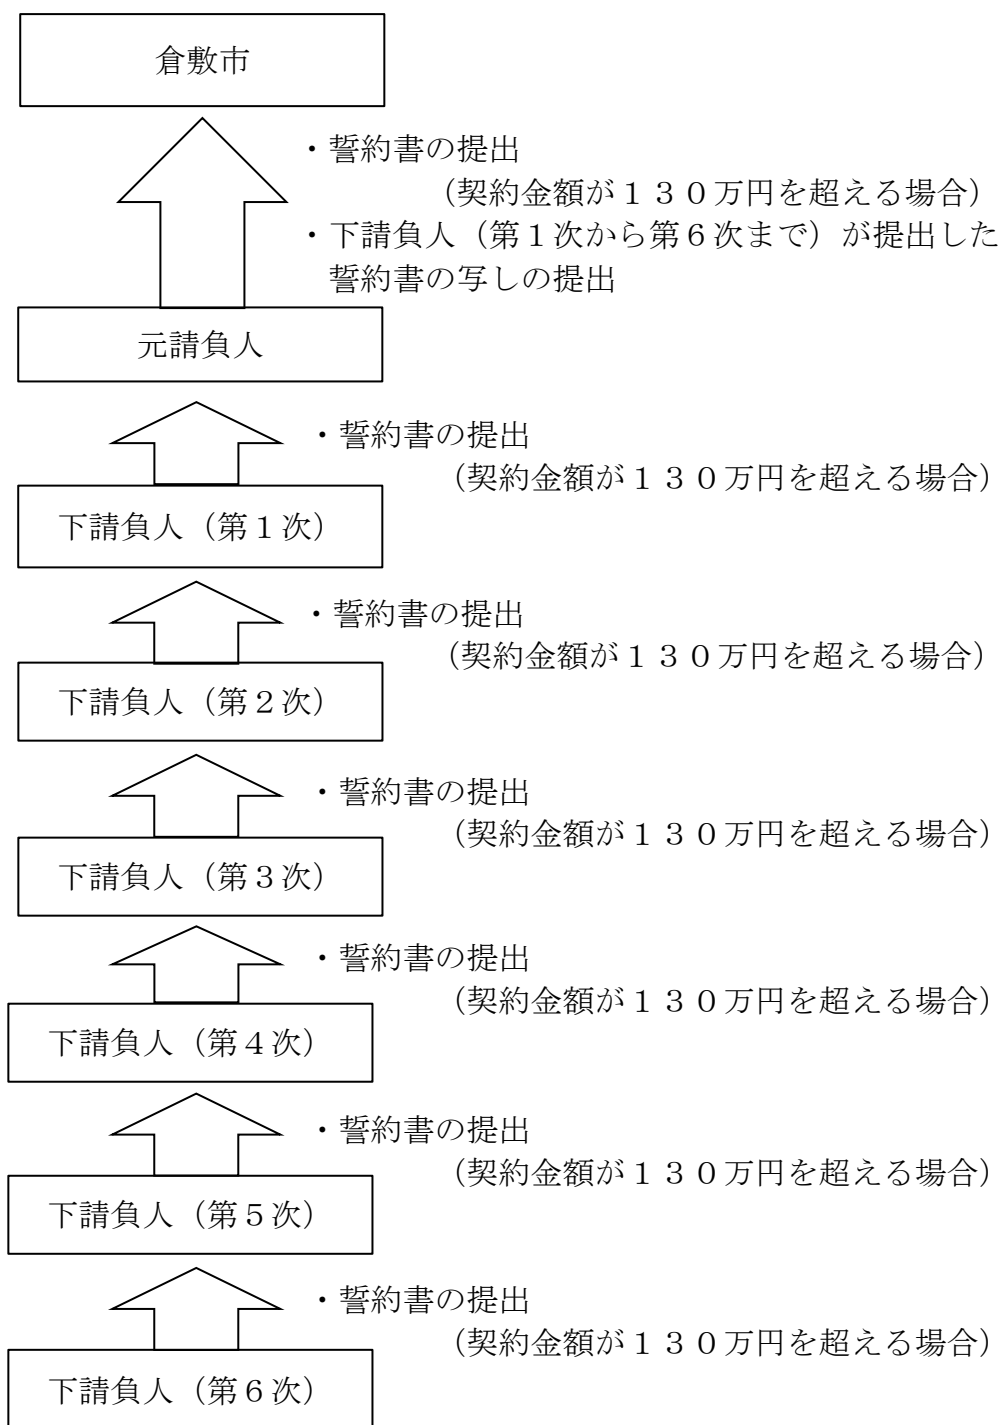 倉敷市
・誓約書の提出
（契約金額が１３０万円を超える場合）
・下請負人（第１次から第６次まで）が提出した
誓約書の写しの提出
元請負人
・誓約書の提出
（契約金額が１３０万円を超える場合）
下請負人（第１次）
・誓約書の提出
（契約金額が１３０万円を超える場合）
下請負人（第２次）
・誓約書の提出
（契約金額が１３０万円を超える場合）
下請負人（第３次）
・誓約書の提出
（契約金額が１３０万円を超える場合）
下請負人（第４次）
・誓約書の提出
（契約金額が１３０万円を超える場合）
下請負人（第５次）
・誓約書の提出
（契約金額が１３０万円を超える場合）
下請負人（第６次）